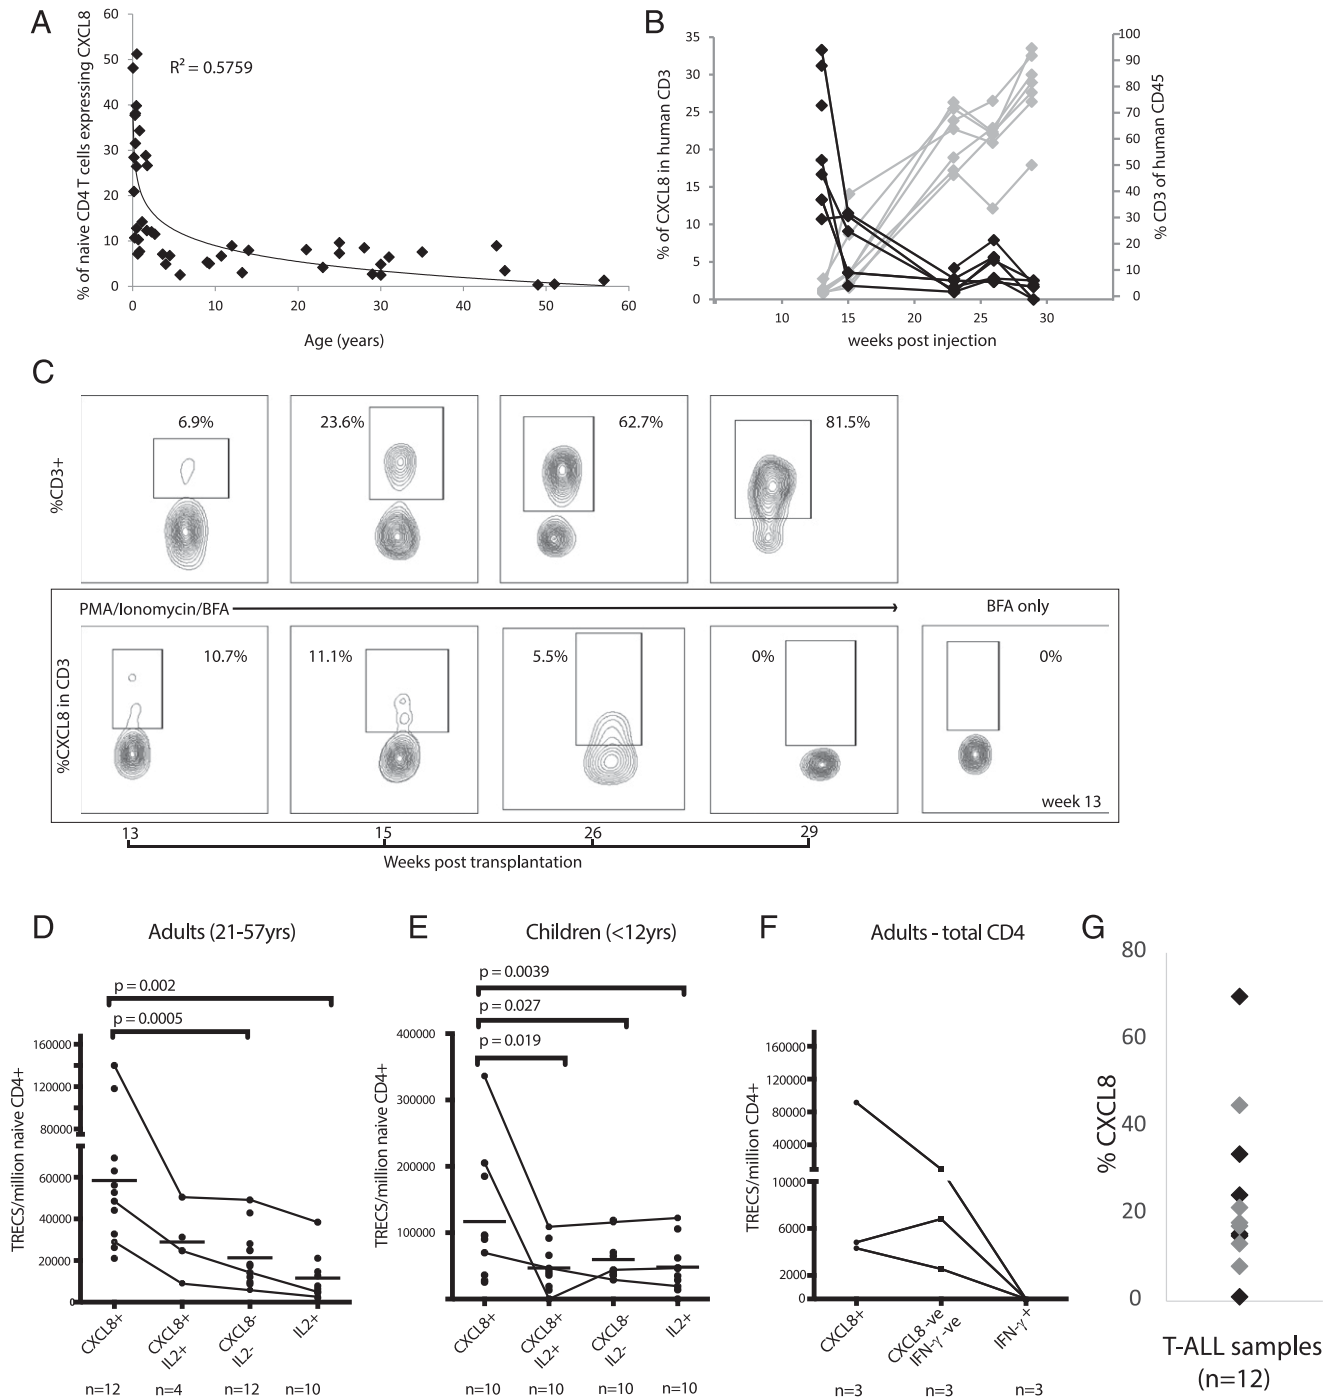 A
% of naive CD4 T cells expressing CXCL8
60
50
40
30
20
10
0
R² = 0.5759
0 10 20 30 40 50 60
Age (years)
B
% of CXCL8 in human CD3
35
30
25
20
15
10
5
0
100
90
80
70
60
50
40
30
20
10
0
% CD3 of human CD45
10 15 20 25 30
weeks post injection
C
%CD3+
6.9%
23.6%
62.7%
81.5%
PMA/Ionomycin/BFA
BFA only
%CXCL8 in CD3
10.7%
11.1%
5.5%
0%
0%
week 13
13 15 26 29
Weeks post transplantation
D
Adults (21-57yrs)
p = 0.002
p = 0.0005
TRECS/million naive CD4+
160000
120000
80000
60000
40000
20000
0
CXCL8+
CXCL8+ IL2+
CXCL8- IL2-
IL2+
n=12 n=4 n=12 n=10
E
Children (<12yrs)
p = 0.0039
p = 0.027
p = 0.019
TRECS/million naive CD4+
400000
300000
200000
100000
CXCL8+
CXCL8+ IL2+
CXCL8- IL2-
IL2+
n=10 n=10 n=10 n=10
F
Adults - total CD4
TRECS/million CD4+
160000
120000
80000
40000
10000
6000
2000
0
CXCL8+
CXCL8 -ve IFN-γ -ve
IFN-γ +
n=3 n=3 n=3
G
% CXCL8
80
60
40
20
0
T-ALL samples
(n=12)